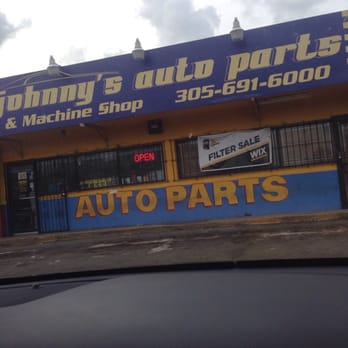 johnny's auto parts
& Machine Shop 305-691-6000
OPEN
FILTER SALE
WIX
AUTO PARTS